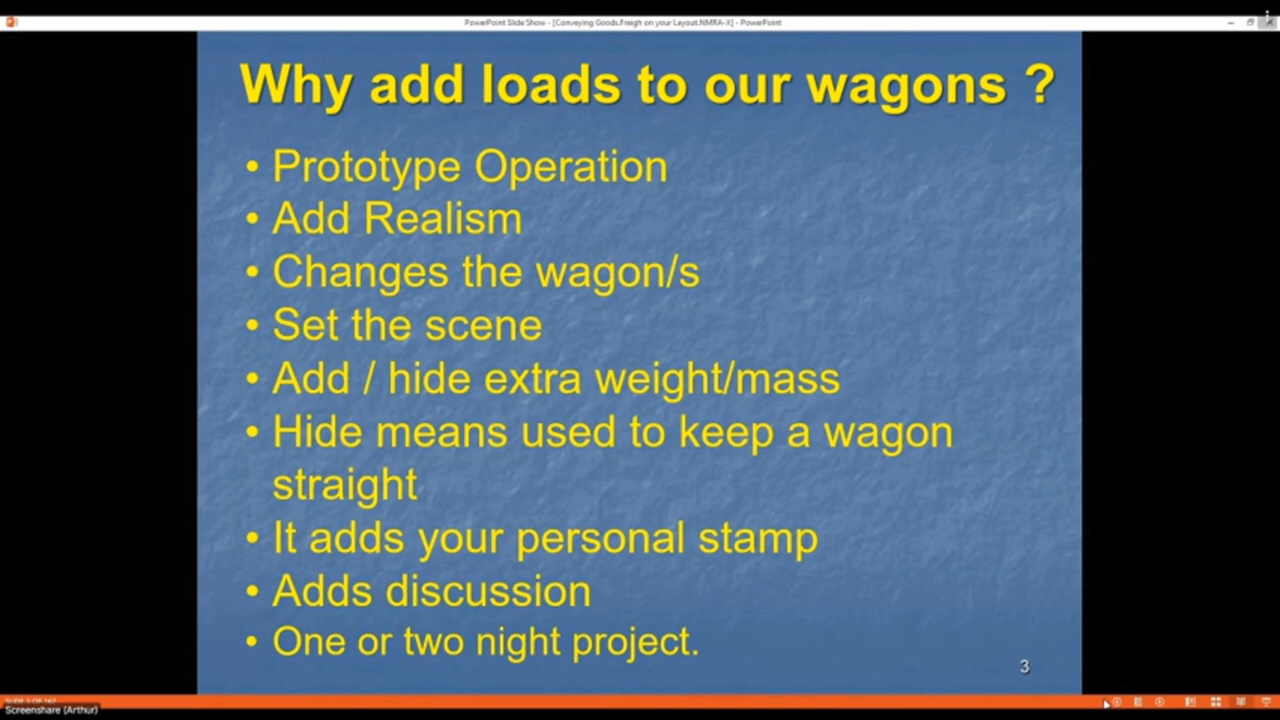 PowerPoint Slide Show - [Conveying Goods.Freigh on your Layout.NMRA-X] - PowerPoint
Why add loads to our wagons ?
• Prototype Operation
• Add Realism
• Changes the wagon/s
• Set the scene
• Add / hide extra weight/mass
• Hide means used to keep a wagon
straight
• It adds your personal stamp
• Adds discussion
• One or two night project.
3
Screenshare (Arthur)